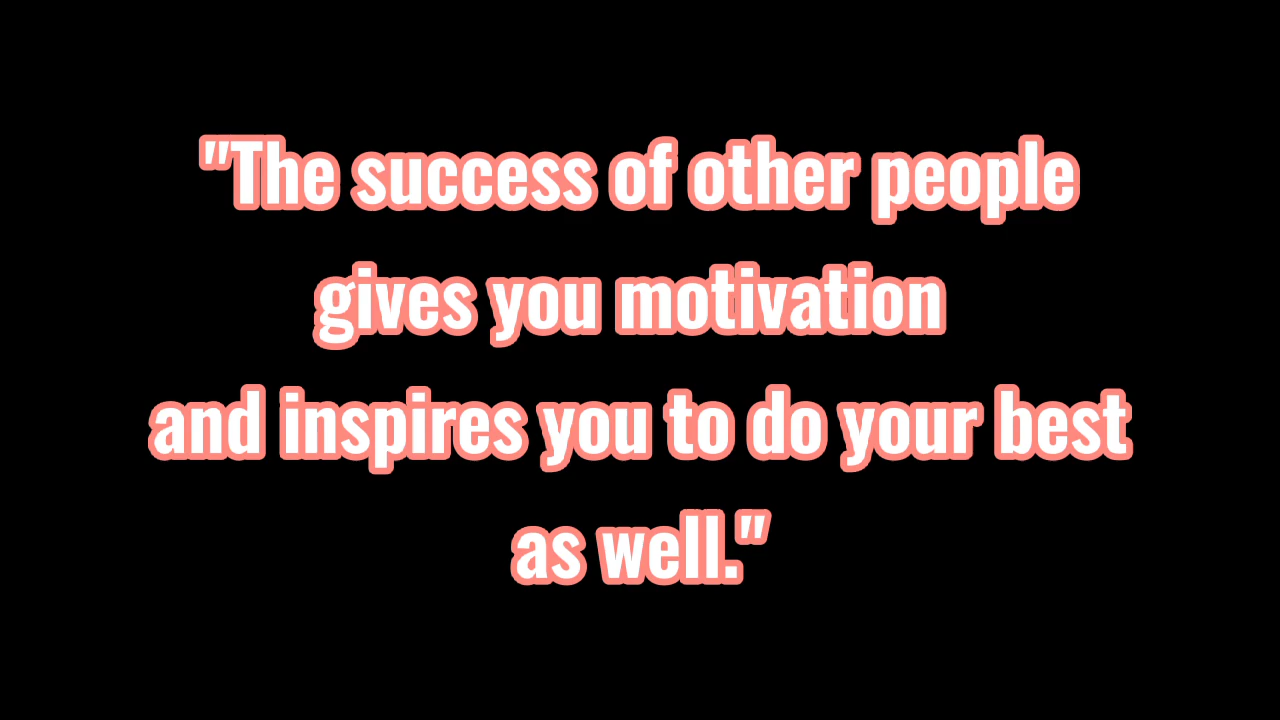 "The success of other people
gives you motivation
and inspires you to do your best
as well."